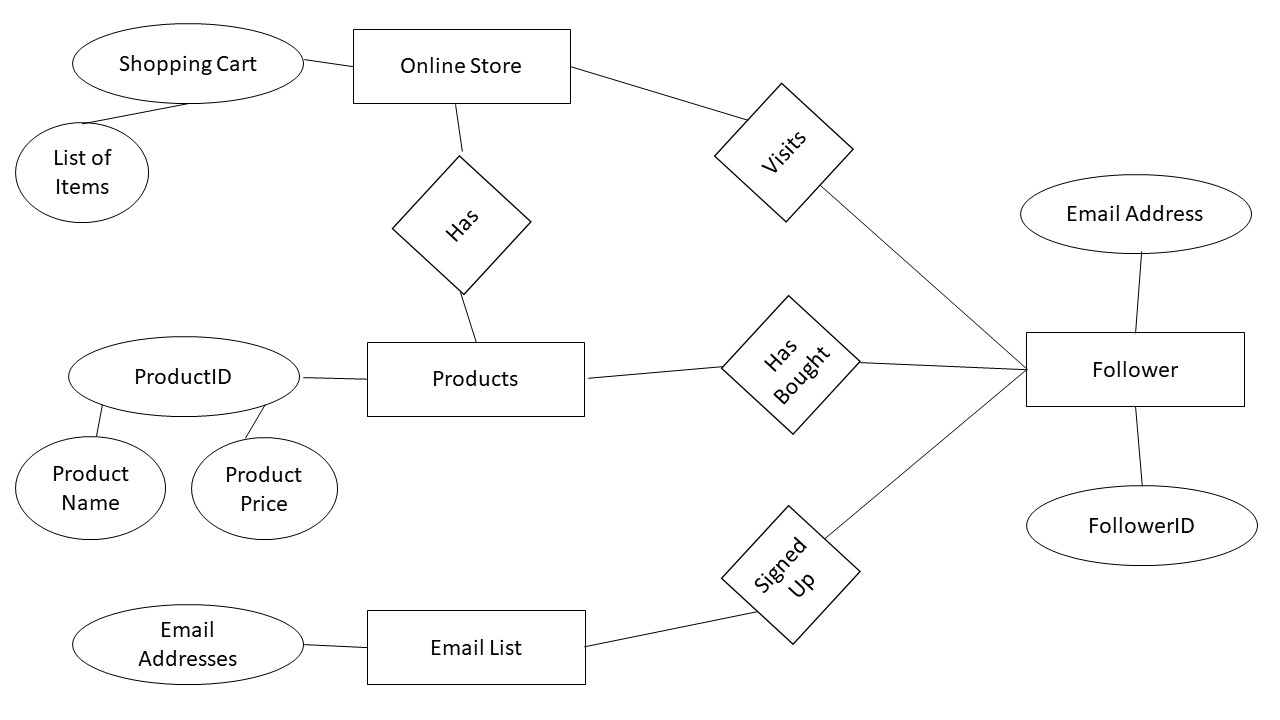 Shopping Cart
Online Store
Visits
List of
Items
Email Address
Has
Has
Bought
Follower
ProductID
Products
Product
Name
Product
Price
FollowerID
Signed
Up
Email
Addresses
Email List